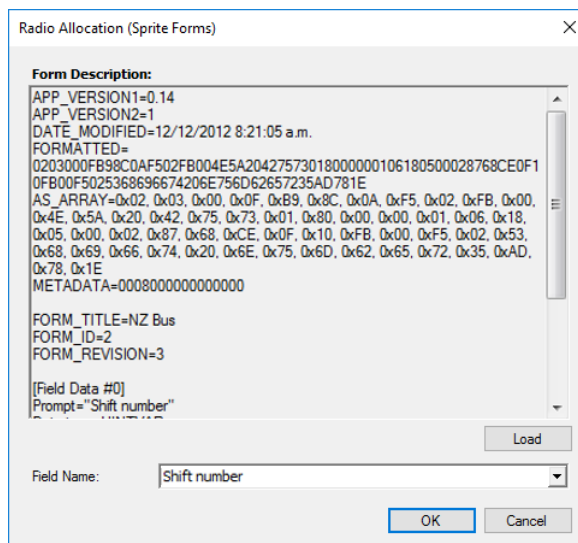 Radio Allocation (Sprite Forms)
Form Description:
APP_VERSION1=0.14
APP_VERSION2=1
DATE_MODIFIED=12/12/2012 8:21:05 a.m.
FORMATTED=
0203000FB98C0AF502FB004E5A20427573018000000106180500028768CE0F1
0FB00F5025368696674206E756D62657235AD781E
AS_ARRAY=0x02, 0x03, 0x00, 0x0F, 0xB9, 0x8C, 0x0A, 0xF5, 0x02, 0xFB, 0x00,
0x4E, 0x5A, 0x20, 0x42, 0x75, 0x73, 0x01, 0x80, 0x00, 0x00, 0x01, 0x06, 0x18,
0x05, 0x00, 0x02, 0x87, 0x68, 0xCE, 0x0F, 0x10, 0xFB, 0x00, 0xF5, 0x02, 0x53,
0x68, 0x69, 0x66, 0x74, 0x20, 0x6E, 0x75, 0x6D, 0x62, 0x65, 0x72, 0x35, 0xAD,
0x78, 0x1E
METADATA=0008000000000000
FORM_TITLE=NZ Bus
FORM_ID=2
FORM_REVISION=3
[Field Data #0]
Prompt="Shift number"
Load
Field Name:
Shift number
OK
Cancel